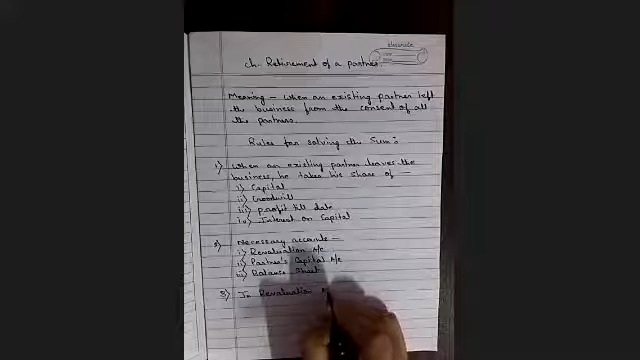 classmate
ch. Retirement of a partner.
Meaning - When an existing partner left
the business from the consent of all
the partners.
Rules for solving the Sum:-
1) When an existing partner leaves the
business, he takes his share of -
i) Capital
ii) Goodwill
iii) profit till date
iv) Interest on Capital
2) Necessary accounts -
i) Revaluation A/c
ii) Partner's Capital A/c
iii) Balance Sheet
3) In Revaluation